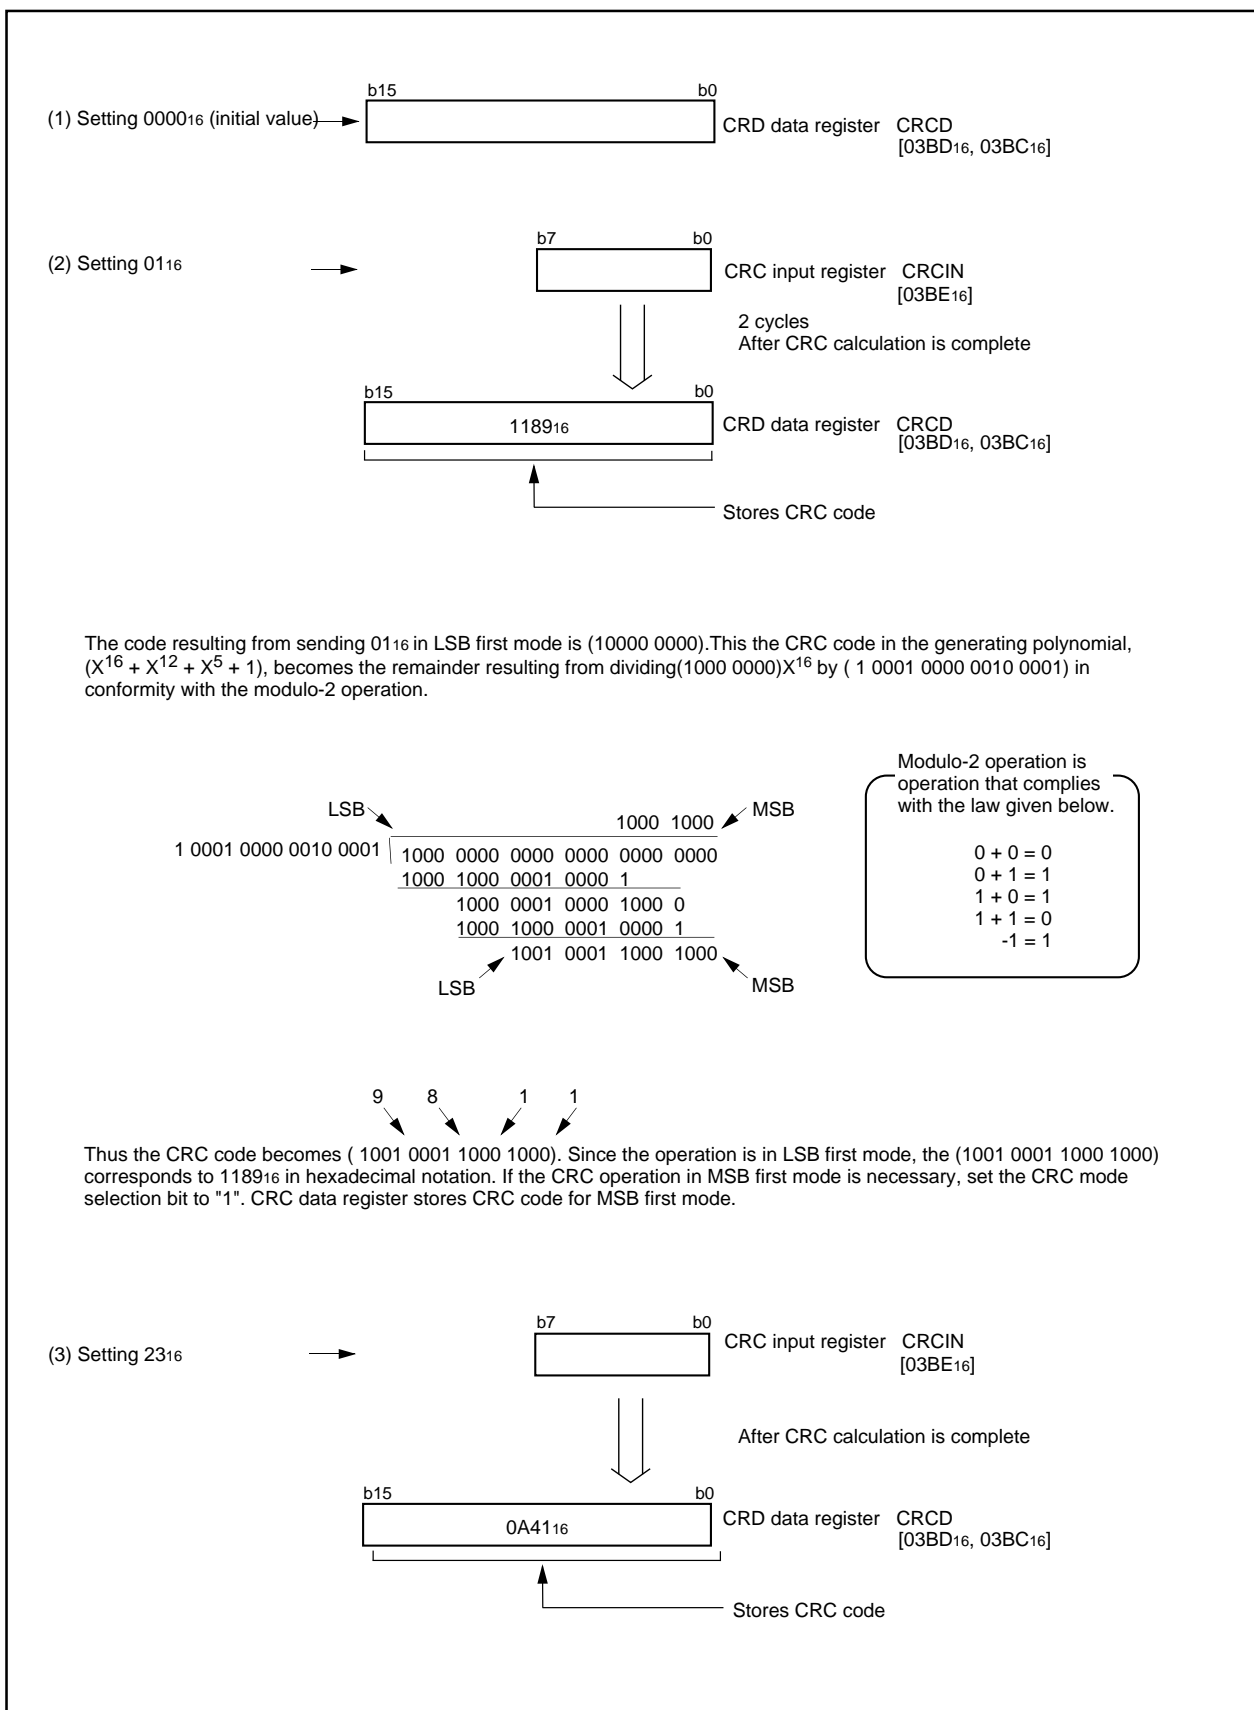 b15 b0
(1) Setting 000016 (initial value) CRD data register CRCD
[03BD16, 03BC16]
b7 b0
(2) Setting 0116 CRC input register CRCIN
[03BE16]
2 cycles
After CRC calculation is complete
b15 b0
118916 CRD data register CRCD
[03BD16, 03BC16]
Stores CRC code
The code resulting from sending 0116 in LSB first mode is (10000 0000).This the CRC code in the generating polynomial,
(X16 + X12 + X5 + 1), becomes the remainder resulting from dividing(1000 0000)X16 by ( 1 0001 0000 0010 0001) in
conformity with the modulo-2 operation.
LSB MSB
1000 1000
1 0001 0000 0010 0001 1000 0000 0000 0000 0000 0000
1000 1000 0001 0000 1
1000 0001 0000 1000 0
1000 1000 0001 0000 1
1001 0001 1000 1000
LSB MSB
Modulo-2 operation is
operation that complies
with the law given below.
0 + 0 = 0
0 + 1 = 1
1 + 0 = 1
1 + 1 = 0
-1 = 1
9 8 1 1
Thus the CRC code becomes ( 1001 0001 1000 1000). Since the operation is in LSB first mode, the (1001 0001 1000 1000)
corresponds to 118916 in hexadecimal notation. If the CRC operation in MSB first mode is necessary, set the CRC mode
selection bit to "1". CRC data register stores CRC code for MSB first mode.
b7 b0
(3) Setting 2316 CRC input register CRCIN
[03BE16]
After CRC calculation is complete
b15 b0
0A4116 CRD data register CRCD
[03BD16, 03BC16]
Stores CRC code